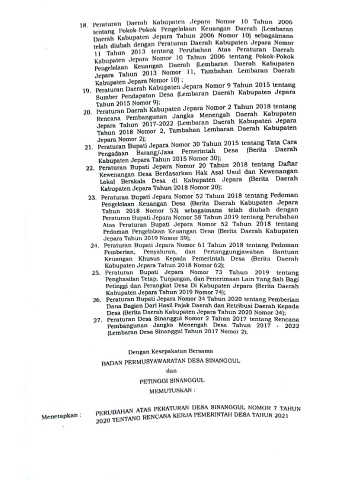 18. Peraturan Daerah Kabupaten Jepara Nomor 10 Tahun 2006
tentang Pokok-Pokok Pengelolaan Keuangan Daerah (Lembaran
Daerah Kabupaten Jepara Tahun 2006 Nomor 10) sebagaimana
telah diubah dengan Peraturan Daerah Kabupaten Jepara Nomor
11 Tahun 2013 tentang Perubahan Atas Peraturan Daerah
Kabupaten Jepara Nomor 10 Tahun 2006 tentang Pokok-Pokok
Pengelolaan Keuangan Daerah (Lembaran Daerah Kabupaten
Jepara Tahun 2013 Nomor 11, Tambahan Lembaran Daerah
Kabupaten Jepara Nomor 10) ;
19. Peraturan Daerah Kabupaten Jepara Nomor 9 Tahun 2015 tentang
Sumber Pendapatan Desa (Lembaran Daerah Kabupaten Jepara
Tahun 2015 Nomor 9);
20. Peraturan Daerah Kabupaten Jepara Nomor 2 Tahun 2018 tentang
Rencana Pembangunan Jangka Menengah Daerah Kabupaten
Jepara Tahun 2017-2022 (Lembaran Daerah Kabupaten Jepara
Tahun 2018 Nomor 2, Tambahan Lembaran Daerah Kabupaten
Jepara Nomor 2);
21. Peraturan Bupati Jepara Nomor 30 Tahun 2015 tentang Tata Cara
Pengadaan Barang/Jasa Pemerintah Desa (Berita Daerah
Kabupaten Jepara Tahun 2015 Nomor 30);
22. Peraturan Bupati Jepara Nomor 20 Tahun 2018 tentang Daftar
Kewenangan Desa Berdasarkan Hak Asal Usul dan Kewenangan
Lokal Berskala Desa di Kabupaten Jepara (Berita Daerah
Kabupaten Jepara Tahun 2018 Nomor 20);
23. Peraturan Bupati Jepara Nomor 52 Tahun 2018 tentang Pedoman
Pengelolaan Keuangan Desa (Berita Daerah Kabupaten Jepara
Tahun 2018 Nomor 53) sebagaimana telah diubah dengan
Peraturan Bupati Jepara Nomor 58 Tahun 2019 tentang Perubahan
Atas Peraturan Bupati Jepara Nomor 52 Tahun 2018 tentang
Pedoman Pengelolaan Keuangan Desa (Berita Daerah Kabupaten
Jepara Tahun 2019 Nomor 59);
24. Peraturan Bupati Jepara Nomor 61 Tahun 2018 tentang Pedoman
Pemberian, Penyaluran, dan Pertanggungjawaban Bantuan
Keuangan Khusus Kepada Pemerintah Desa (Berita Daerah
Kabupaten Jepara Tahun 2018 Nomor 62);
25. Peraturan Bupati Jepara Nomor 73 Tahun 2019 tentang
Penghasilan Tetap, Tunjangan, dan Penerimaan Lain Yang Sah Bagi
Petinggi dan Perangkat Desa Di Kabupaten Jepara (Berita Daerah
Kabupaten Jepara Tahun 2019 Nomor 74);
26. Peraturan Bupati Jepara Nomor 34 Tahun 2020 tentang Pemberian
Dana Bagian Dari Hasil Pajak Daerah dan Retribusi Daerah Kepada
Desa (Berita Daerah Kabupaten Jepara Tahun 2020 Nomor 34);
27. Peraturan Desa Sinanggul Nomor 2 Tahun 2017 tentang Rencana
Pembangunan Jangka Menengah Desa Tahun 2017 - 2022
(Lembaran Desa Sinanggul Tahun 2017 Nomor 2);
Dengan Kesepakatan Bersama
BADAN PERMUSYAWARATAN DESA SINANGGUL
dan
PETINGGI SINANGGUL
MEMUTUSKAN :
Menetapkan : PERUBAHAN ATAS PERATURAN DESA SINANGGUL NOMOR 7 TAHUN
2020 TENTANG RENCANA KERJA PEMERINTAH DESA TAHUN 2021